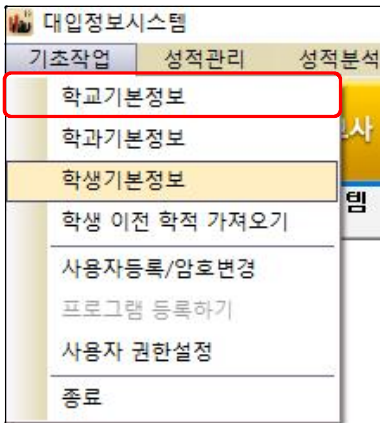 대입정보시스템
기초작업 성적관리 성적분석
학교기본정보
사
학과기본정보
학생기본정보
템
학생 이전 학적 가져오기
사용자등록/암호변경
프로그램 등록하기
사용자 권한설정
종료